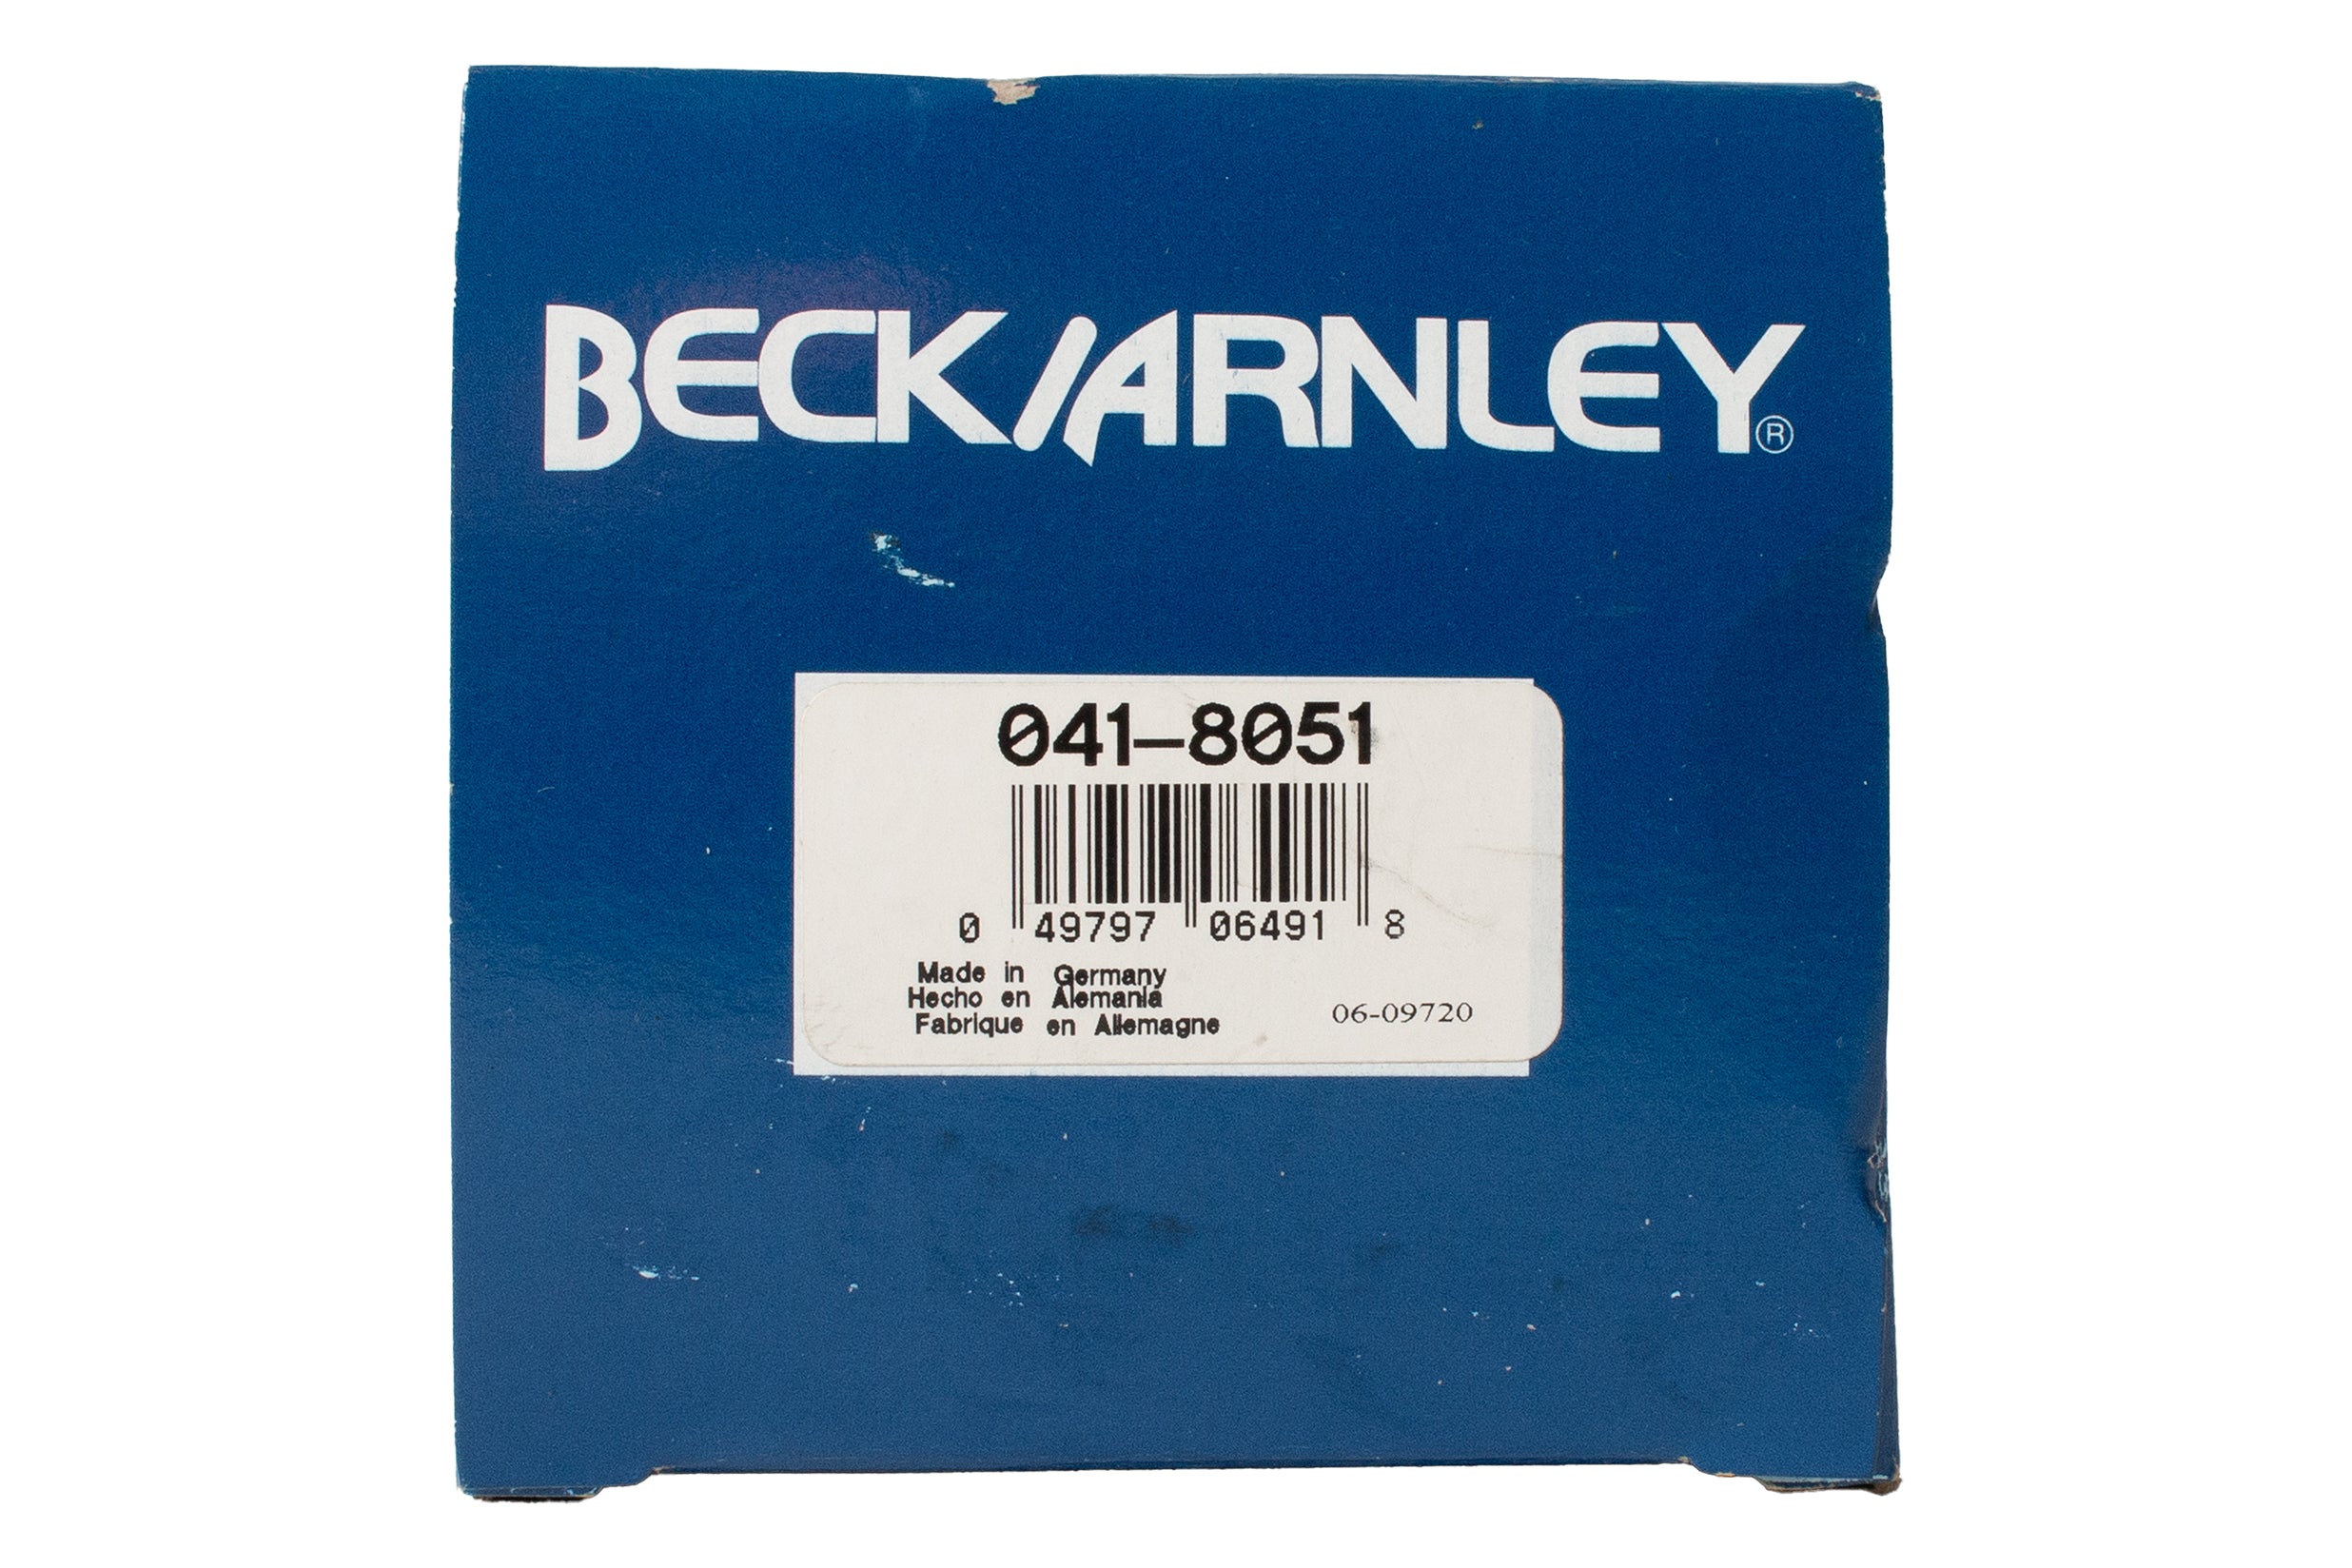 BECK/ARNLEY®
041-8051
0 49797 06491 8
Made in Germany
Hecho en Alemania
Fabrique en Allemagne
06-09720